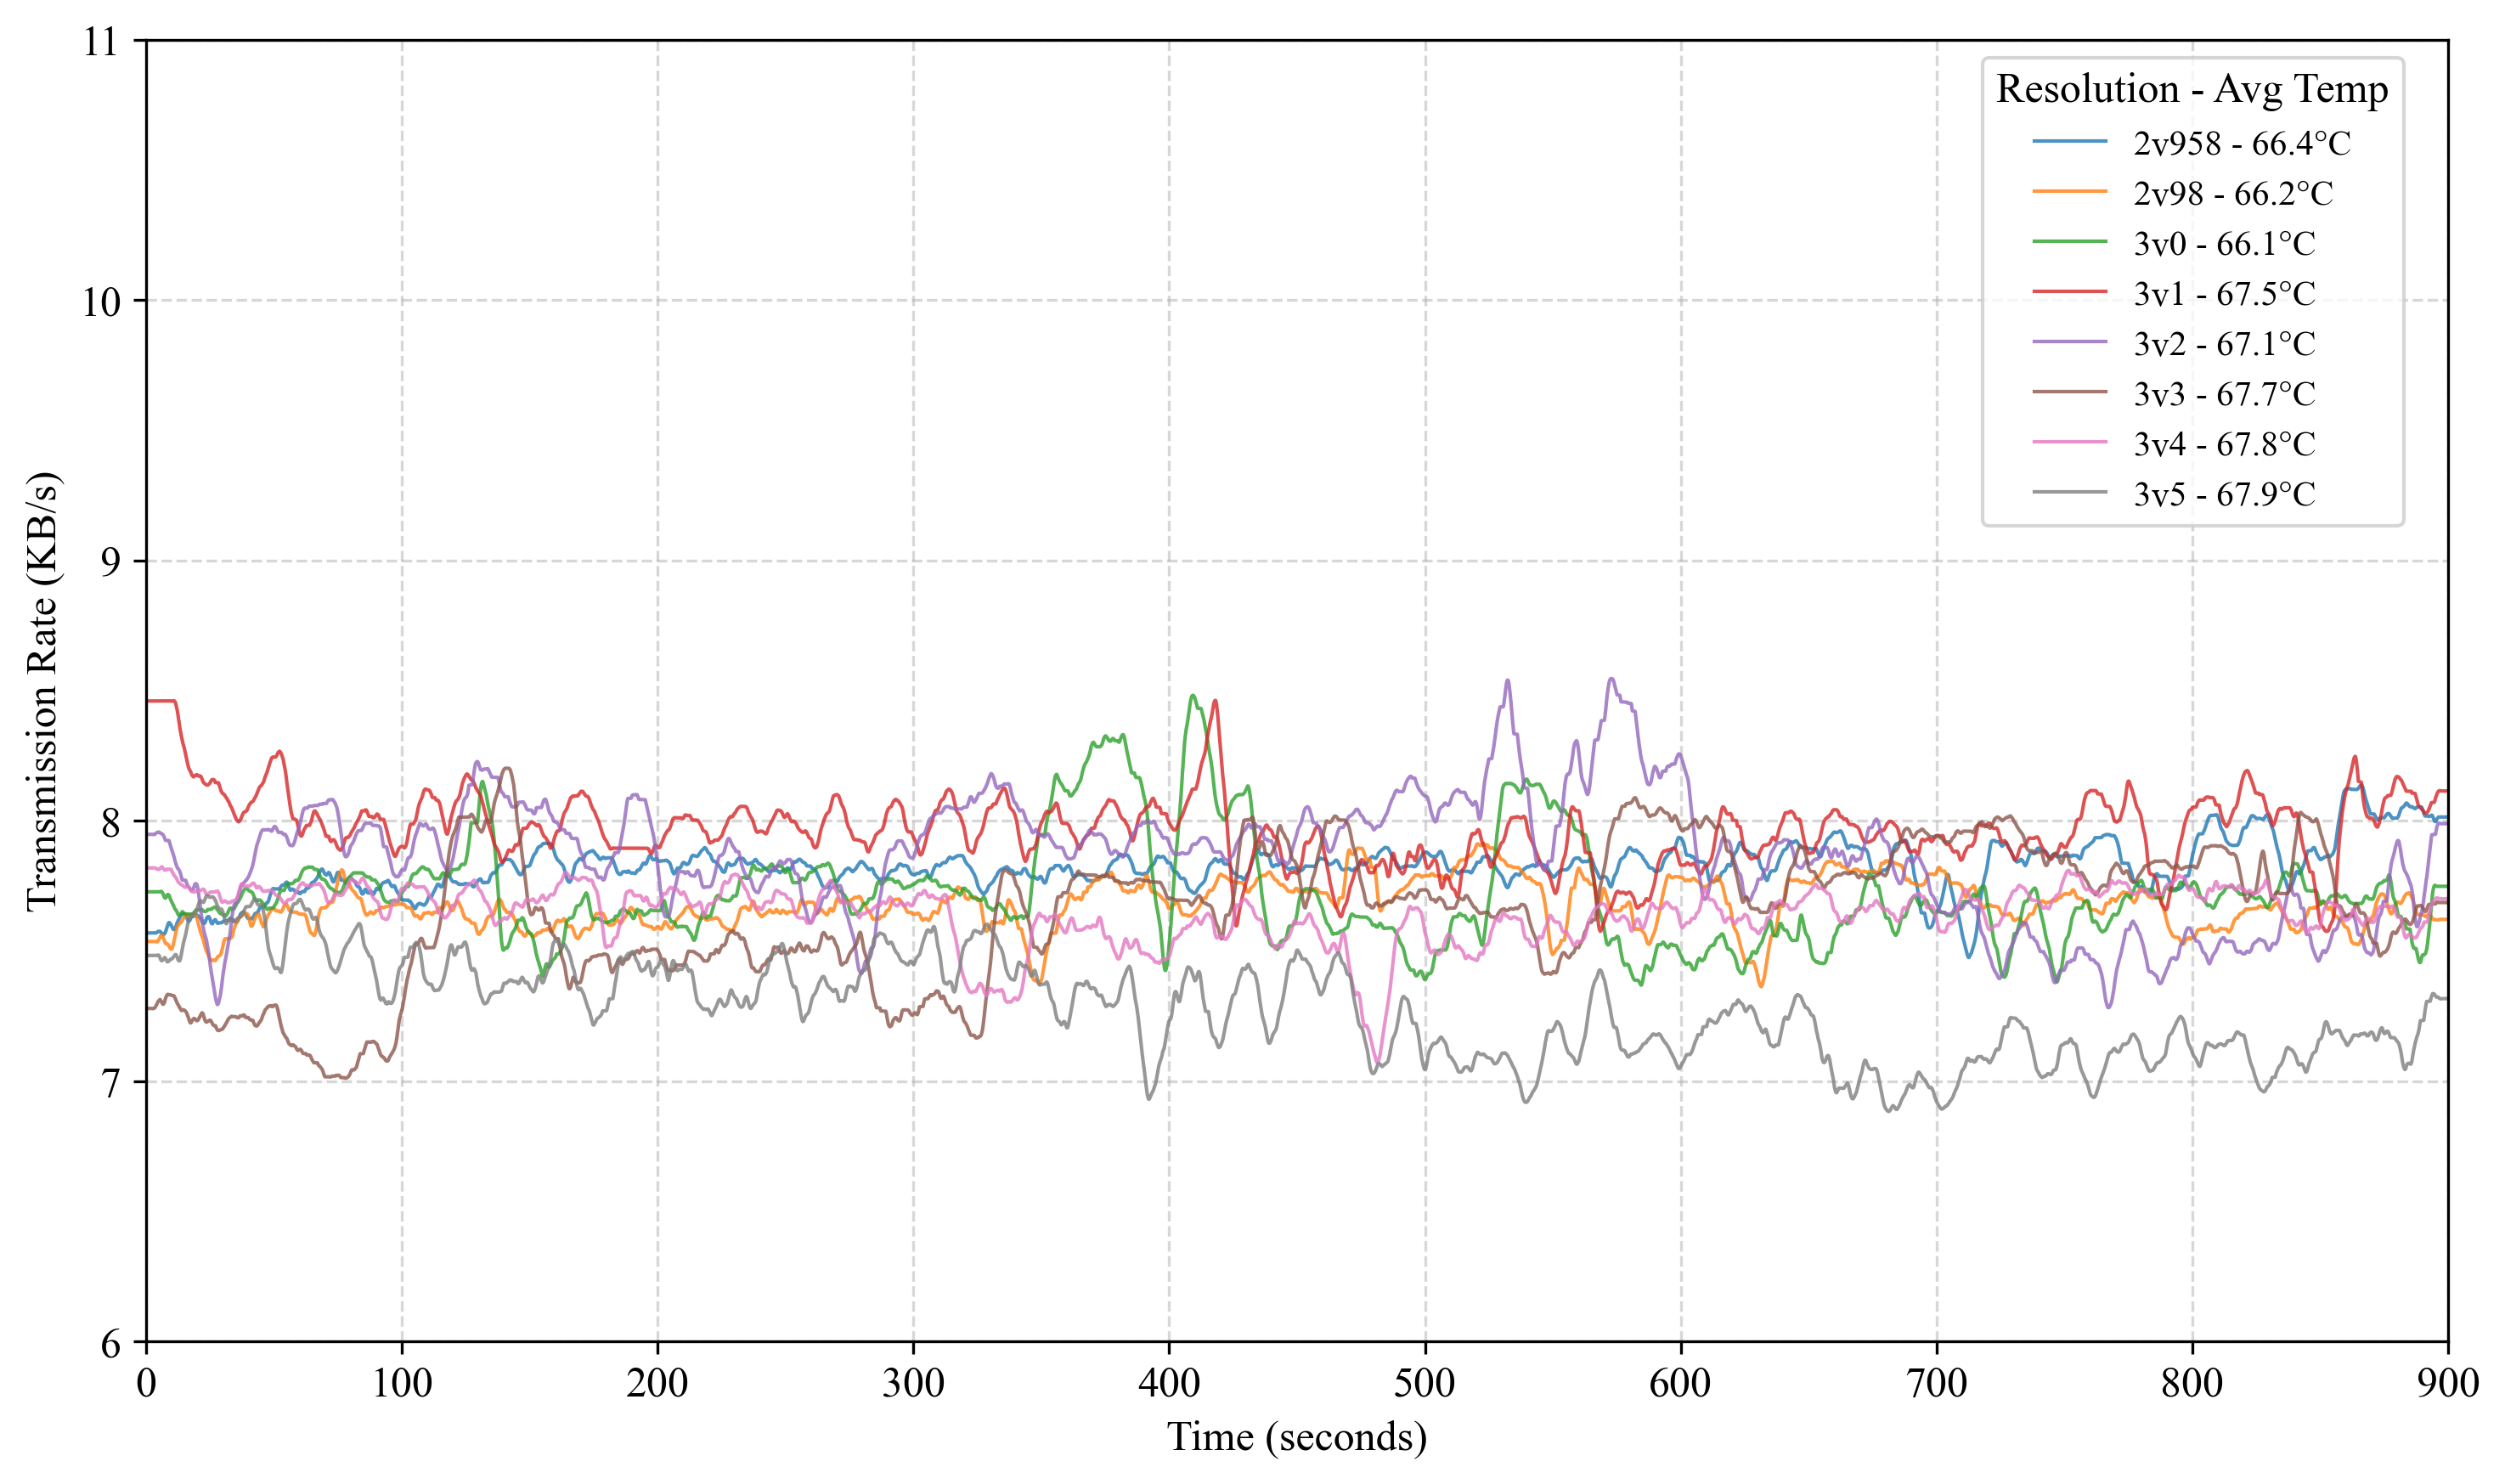 11
10
9
8
7
6
Transmission Rate (KB/s)
Resolution - Avg Temp
2v958 - 66.4°C
2v98 - 66.2°C
3v0 - 66.1°C
3v1 - 67.5°C
3v2 - 67.1°C
3v3 - 67.7°C
3v4 - 67.8°C
3v5 - 67.9°C
0 100 200 300 400 500 600 700 800 900
Time (seconds)